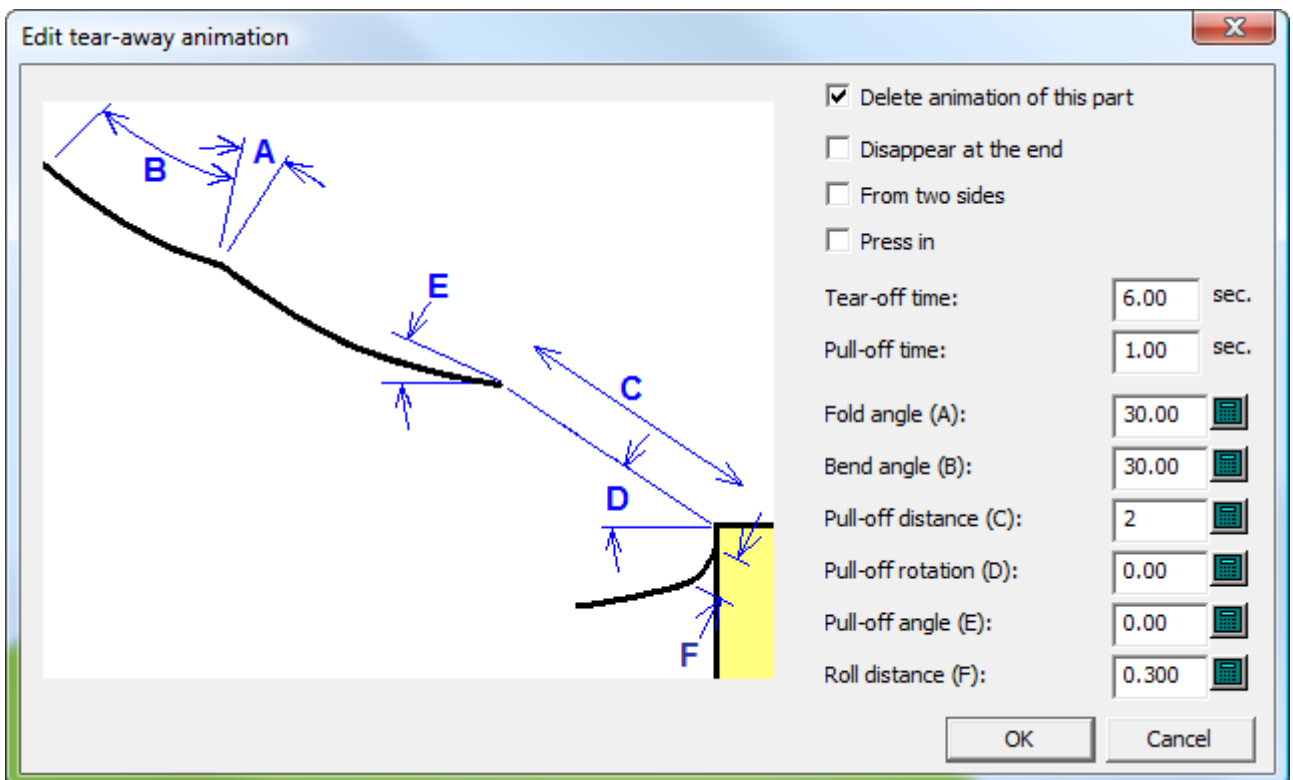 Edit tear-away animation
B
A
E
C
D
F
Delete animation of this part
Disappear at the end
From two sides
Press in
Tear-off time: 6.00 sec.
Pull-off time: 1.00 sec.
Fold angle (A): 30.00
Bend angle (B): 30.00
Pull-off distance (C): 2
Pull-off rotation (D): 0.00
Pull-off angle (E): 0.00
Roll distance (F): 0.300
OK Cancel